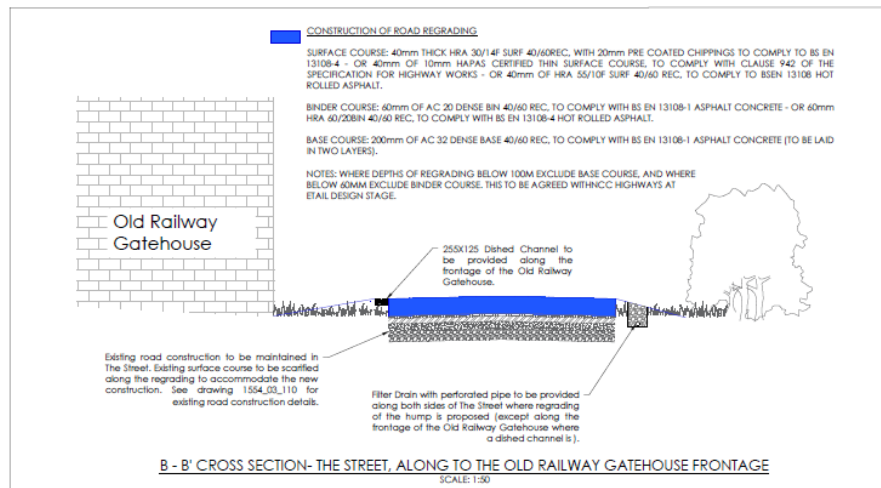 CONSTRUCTION OF ROAD REGRADING
SURFACE COURSE: 40mm THICK HRA 30/14F SURF 40/60REC, WITH 20mm PRE COATED CHIPPINGS TO COMPLY TO BS EN
13108-4 - OR 40mm OF 10mm HAPAS CERTIFIED THIN SURFACE COURSE, TO COMPLY WITH CLAUSE 942 OF THE
SPECIFICATION FOR HIGHWAY WORKS - OR 40mm OF HRA 55/10F SURF 40/60 REC, TO COMPLY TO BSEN 13108 HOT
ROLLED ASPHALT.
BINDER COURSE: 60mm OF AC 20 DENSE BIN 40/60 REC, TO COMPLY WITH BS EN 13108-1 ASPHALT CONCRETE - OR 60mm
HRA 60/20BIN 40/60 REC, TO COMPLY WITH BS EN 13108-4 HOT ROLLED ASPHALT.
BASE COURSE: 200mm OF AC 32 DENSE BASE 40/60 REC, TO COMPLY WITH BS EN 13108-1 ASPHALT CONCRETE (TO BE LAID
IN TWO LAYERS).
NOTES: WHERE DEPTHS OF REGRADING BELOW 100M EXCLUDE BASE COURSE, AND WHERE
BELOW 60MM EXCLUDE BINDER COURSE. THIS TO BE AGREED WITHNCC HIGHWAYS AT
ETAIL DESIGN STAGE.
Old Railway
Gatehouse
255X125 Dished Channel to
be provided along the
frontage of the Old Railway
Gatehouse.
Existing road construction to be maintained in
The Street. Existing surface course to be scarified
along the regrading to accommodate the new
construction. See drawing 1554_03_110 for
existing road construction details.
Filter Drain with perforated pipe to be provided
along both sides of The Street where regrading
of the hump is proposed (except along the
frontage of the Old Railway Gatehouse where
a dished channel is ).
B - B' CROSS SECTION- THE STREET, ALONG TO THE OLD RAILWAY GATEHOUSE FRONTAGE
SCALE: 1:50